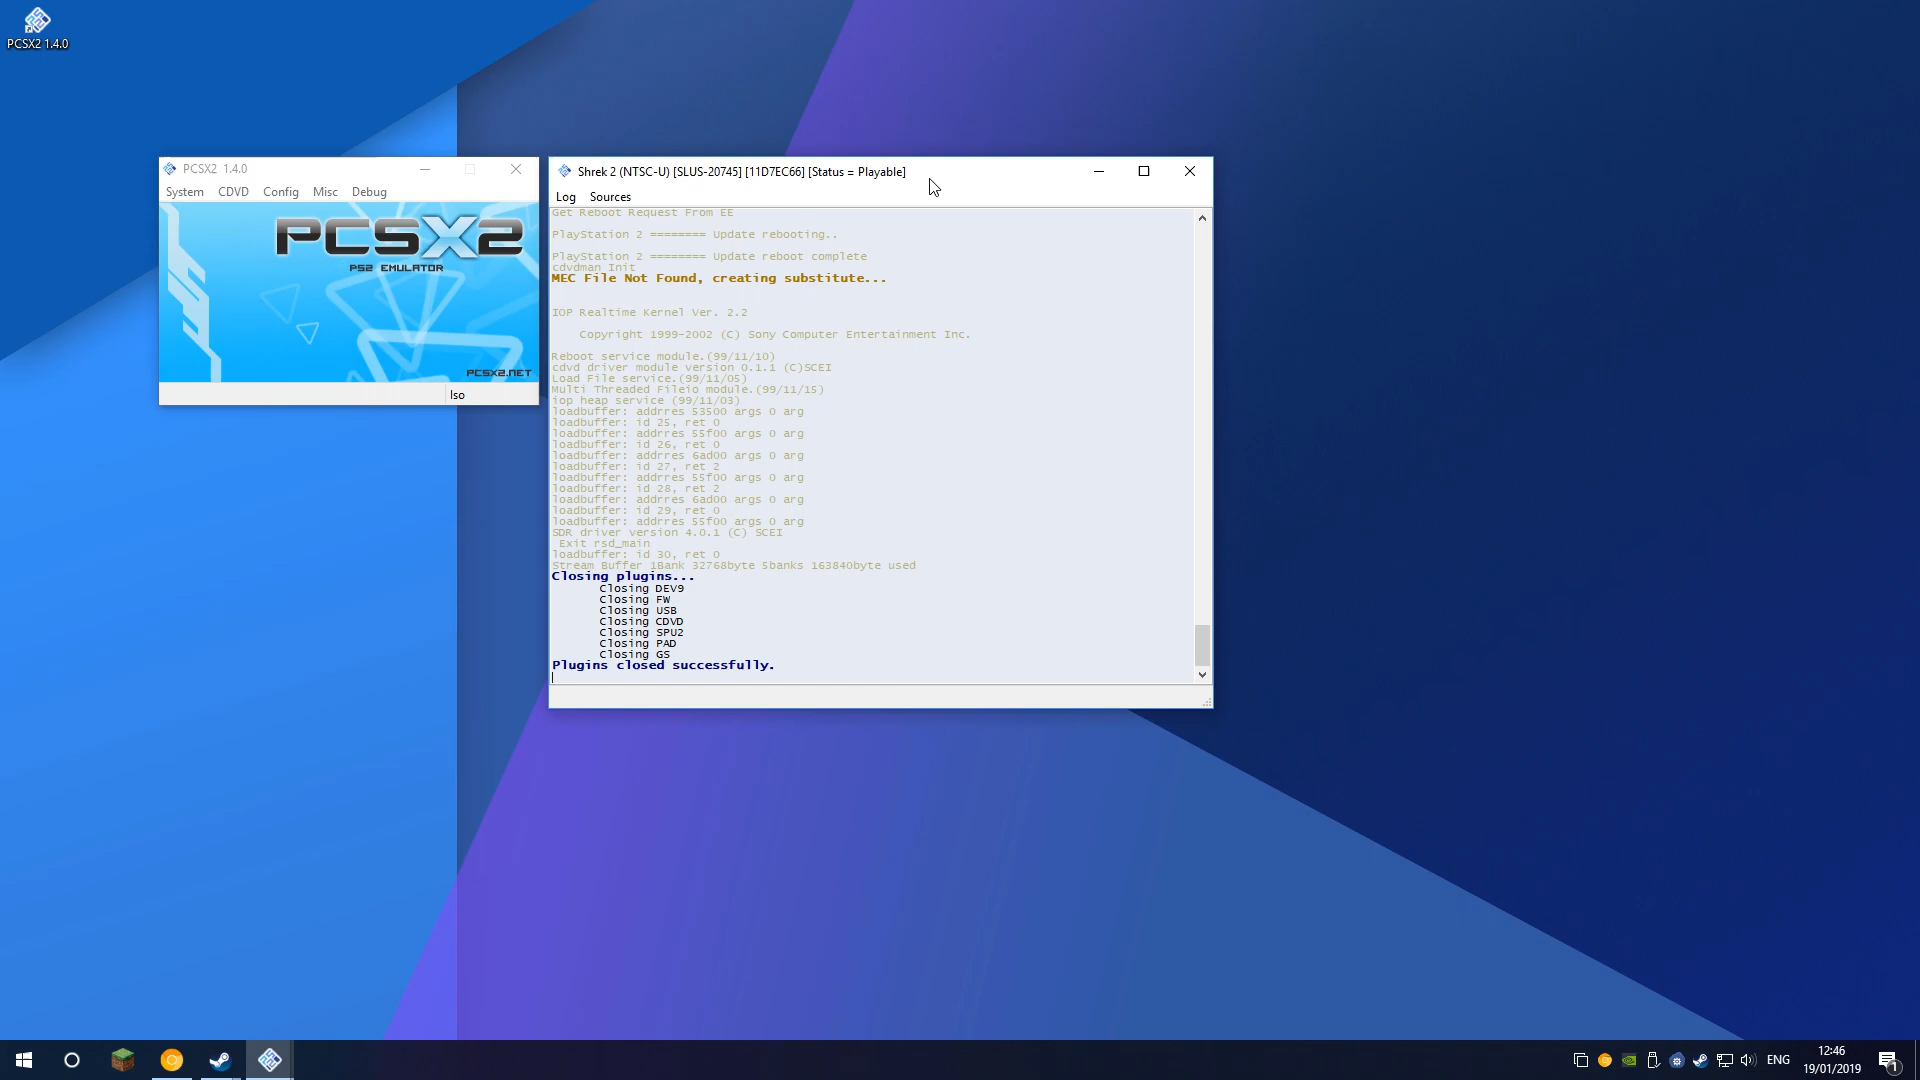 PCSX2 1.4.0
PCSX2 1.4.0
System CDVD Config Misc Debug
PCSX2
PS2 EMULATOR
PCSX2.NET
Iso
Shrek 2 (NTSC-U) [SLUS-20745] [11D7EC66] [Status = Playable]
Log Sources
Get Reboot Request From EE
PlayStation 2 ======== Update rebooting..
PlayStation 2 ======== Update reboot complete
cdvdman Init
MEC File Not Found, creating substitute...
IOP Realtime Kernel Ver. 2.2
Copyright 1999-2002 (C) Sony Computer Entertainment Inc.
Reboot service module.(99/11/10)
cdvd driver module version 0.1.1 (C)SCEI
Load File service.(99/11/05)
Multi Threaded Fileio module.(99/11/15)
iop heap service (99/11/03)
loadbuffer: addrres 53500 args 0 arg
loadbuffer: id 25, ret 0
loadbuffer: addrres 55f00 args 0 arg
loadbuffer: id 26, ret 0
loadbuffer: addrres 6ad00 args 0 arg
loadbuffer: id 27, ret 2
loadbuffer: addrres 55f00 args 0 arg
loadbuffer: id 28, ret 2
loadbuffer: addrres 6ad00 args 0 arg
loadbuffer: id 29, ret 0
loadbuffer: addrres 55f00 args 0 arg
SDR driver version 4.0.1 (C) SCEI
Exit rsd_main
loadbuffer: id 30, ret 0
Stream Buffer 1Bank 32768byte 5banks 163840byte used
Closing plugins...
Closing DEV9
Closing FW
Closing USB
Closing CDVD
Closing SPU2
Closing PAD
Closing GS
Plugins closed successfully.
ENG
12:46
19/01/2019
1